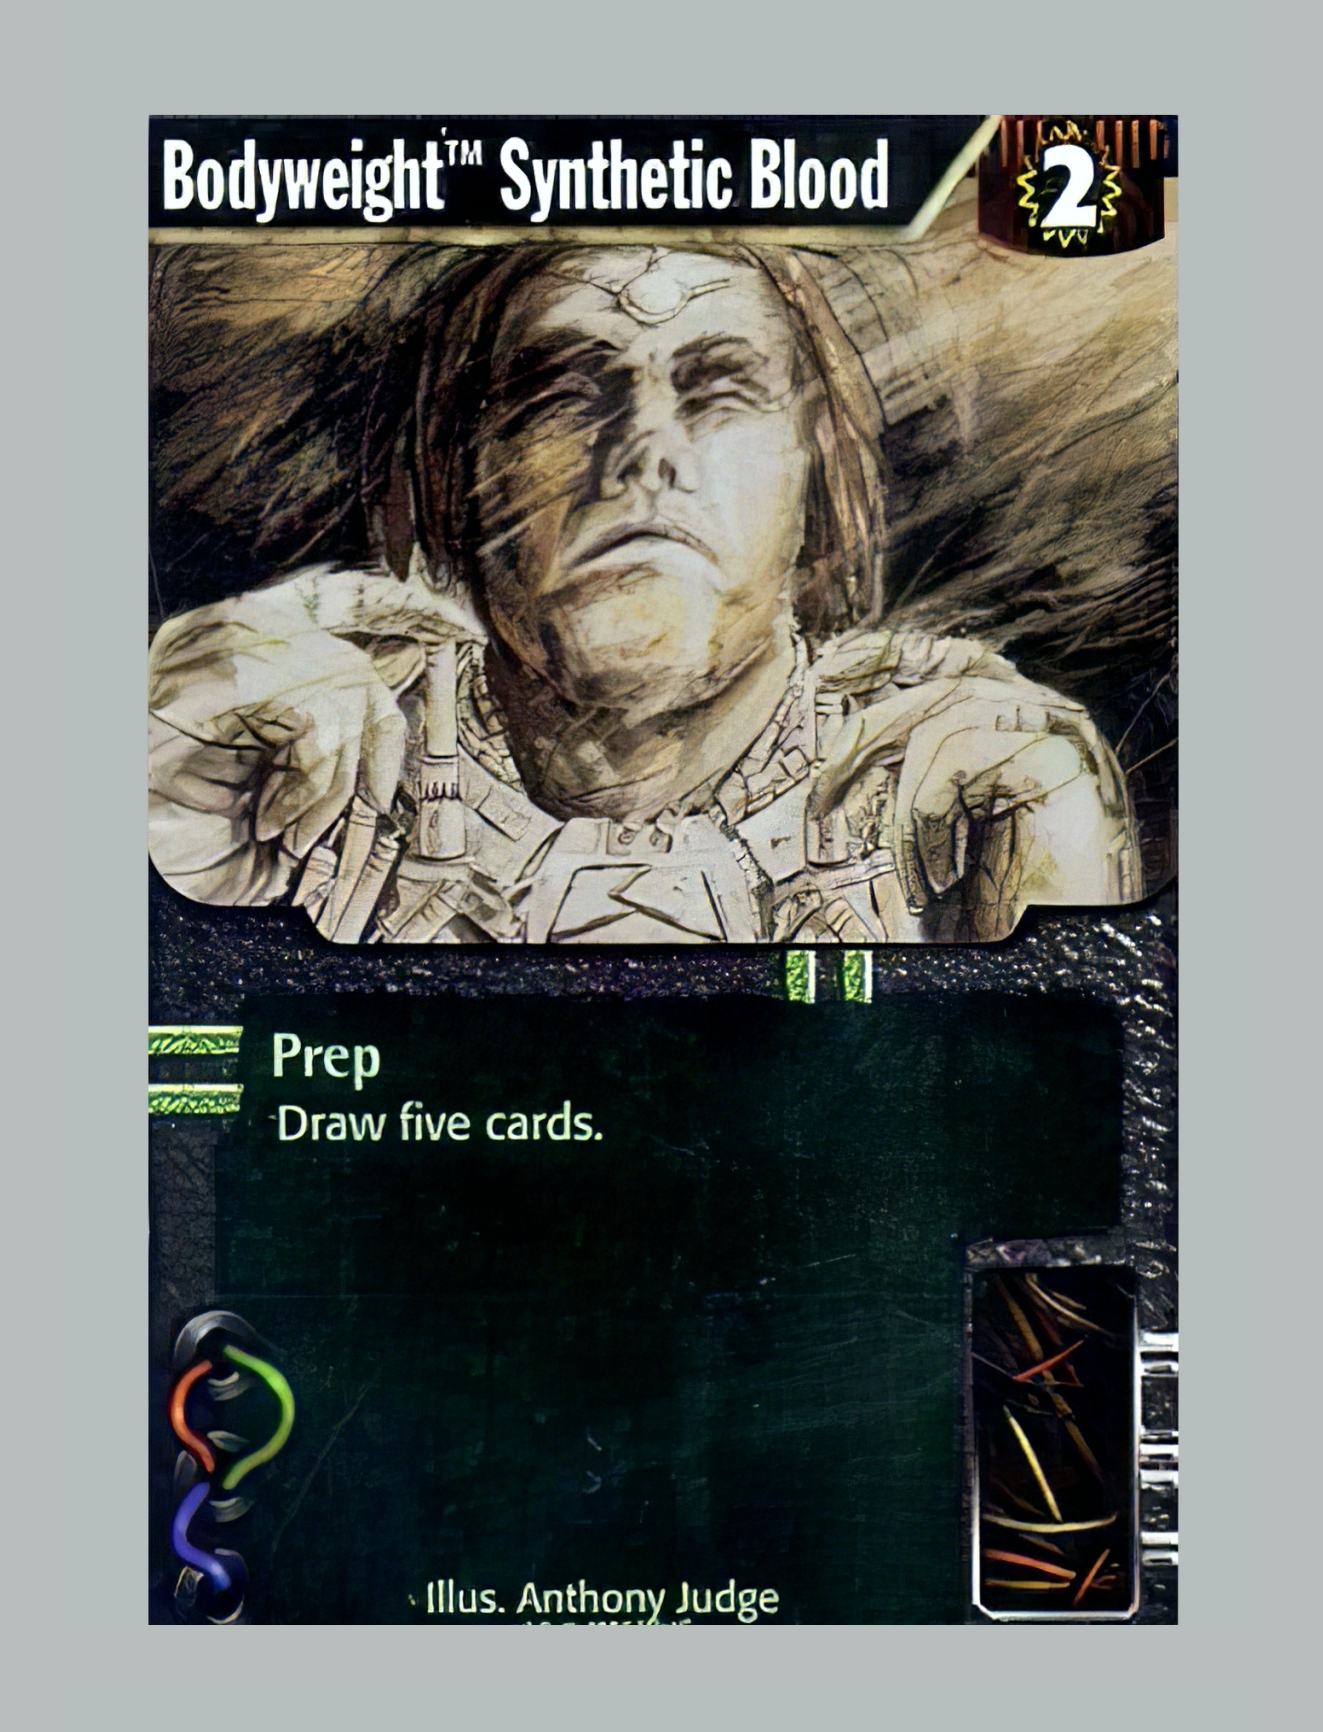 Bodyweight™ Synthetic Blood
2
Prep
Draw five cards.
Illus. Anthony Judge